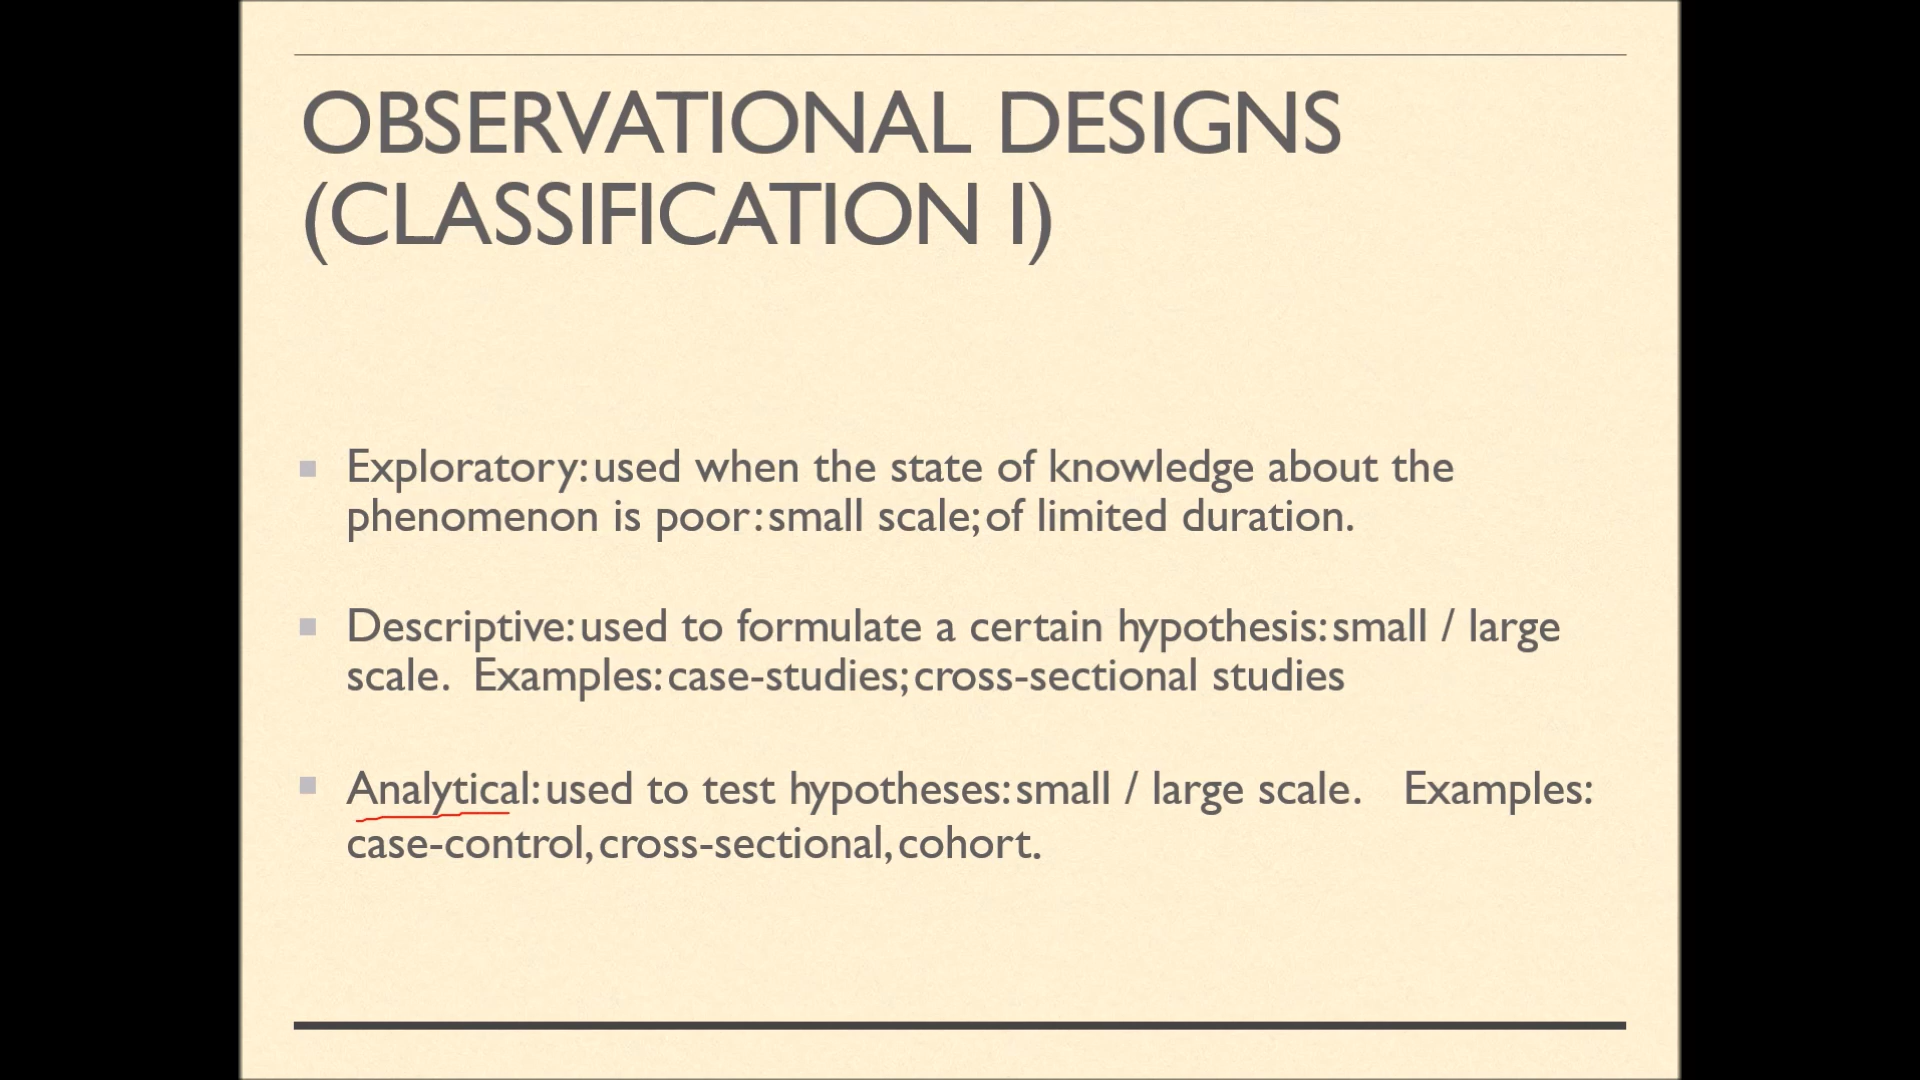 OBSERVATIONAL DESIGNS
(CLASSIFICATION I)
Exploratory: used when the state of knowledge about the
phenomenon is poor: small scale; of limited duration.
Descriptive: used to formulate a certain hypothesis: small / large
scale. Examples: case-studies; cross-sectional studies
Analytical: used to test hypotheses: small / large scale. Examples:
case-control, cross-sectional, cohort.